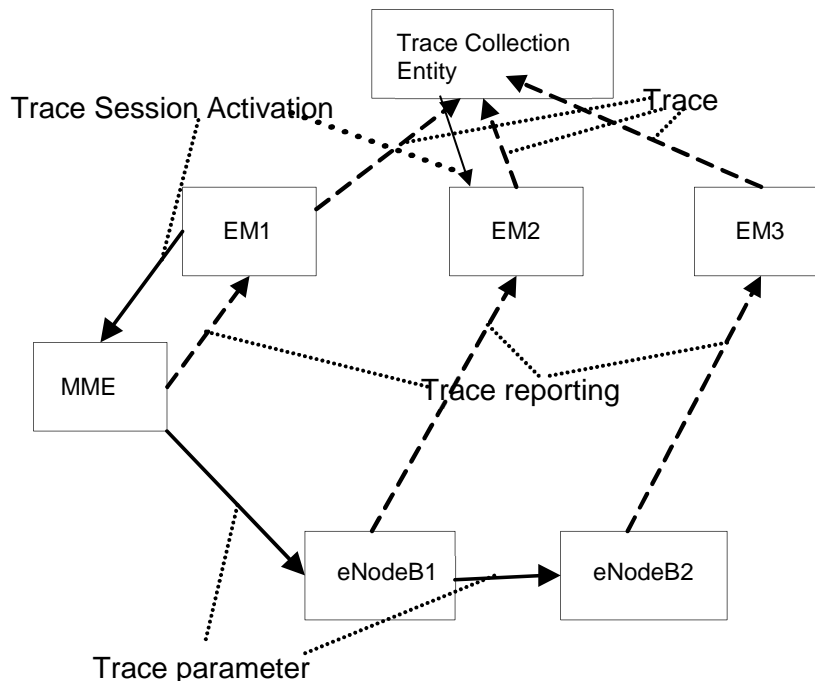 Trace Collection
Entity
Trace Session Activation
Trace
EM1
EM2
EM3
MME
Trace reporting
eNodeB1
eNodeB2
Trace parameter